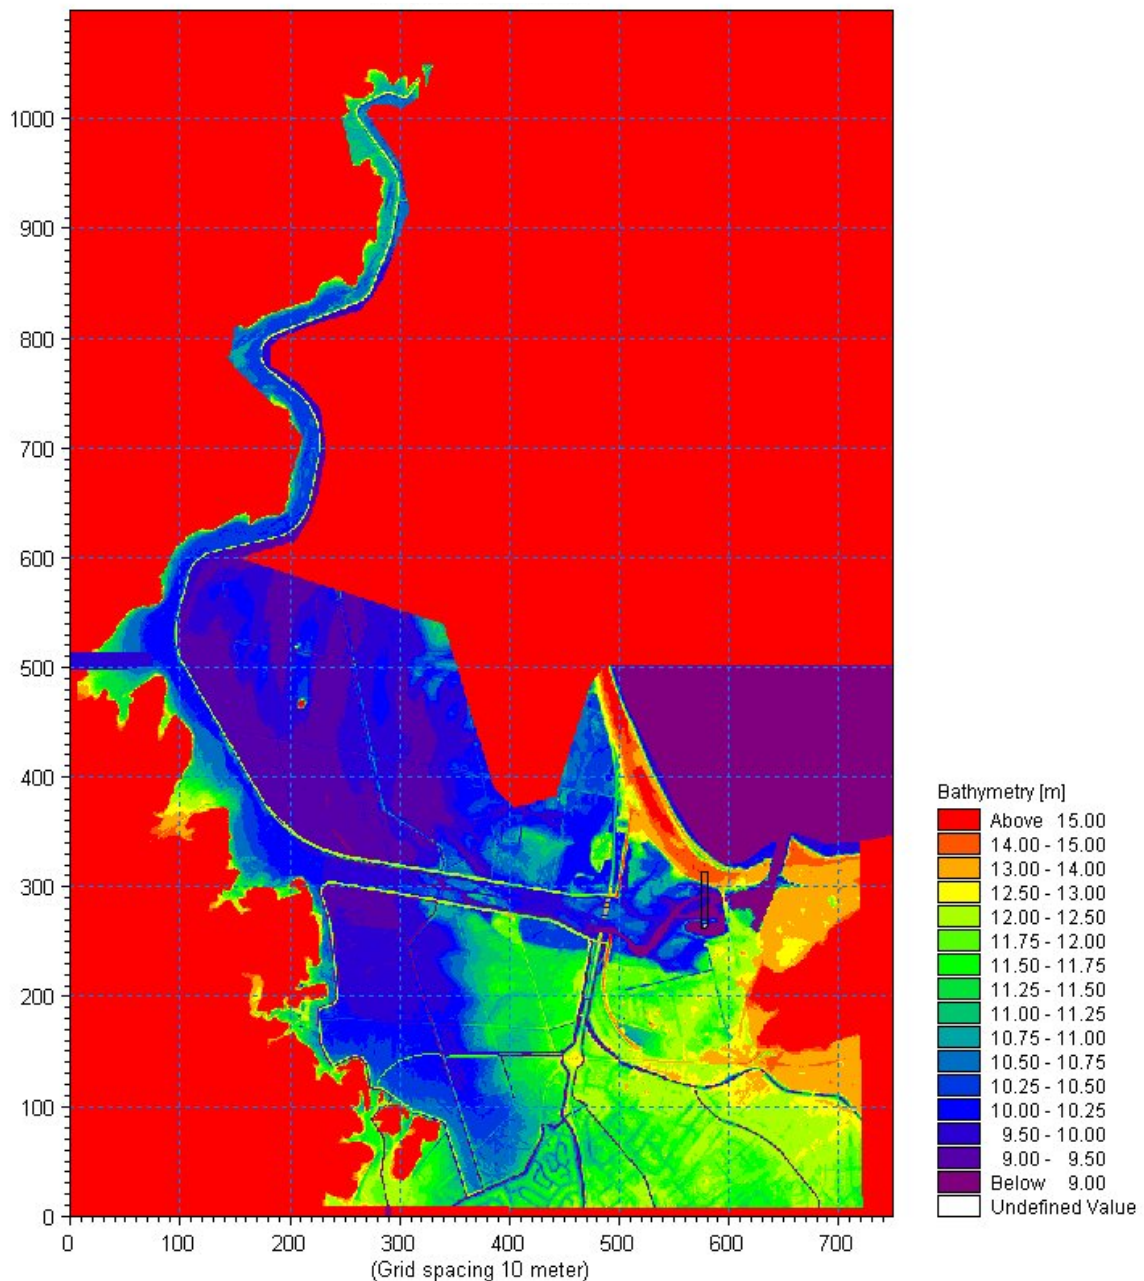 1000
900
800
700
600
500
400
300
200
100
0
0 100 200 300 400 500 600 700
(Grid spacing 10 meter)
Bathymetry [m]
Above 15.00
14.00 - 15.00
13.00 - 14.00
12.50 - 13.00
12.00 - 12.50
11.75 - 12.00
11.50 - 11.75
11.25 - 11.50
11.00 - 11.25
10.75 - 11.00
10.50 - 10.75
10.25 - 10.50
10.00 - 10.25
9.50 - 10.00
9.00 - 9.50
Below 9.00
Undefined Value